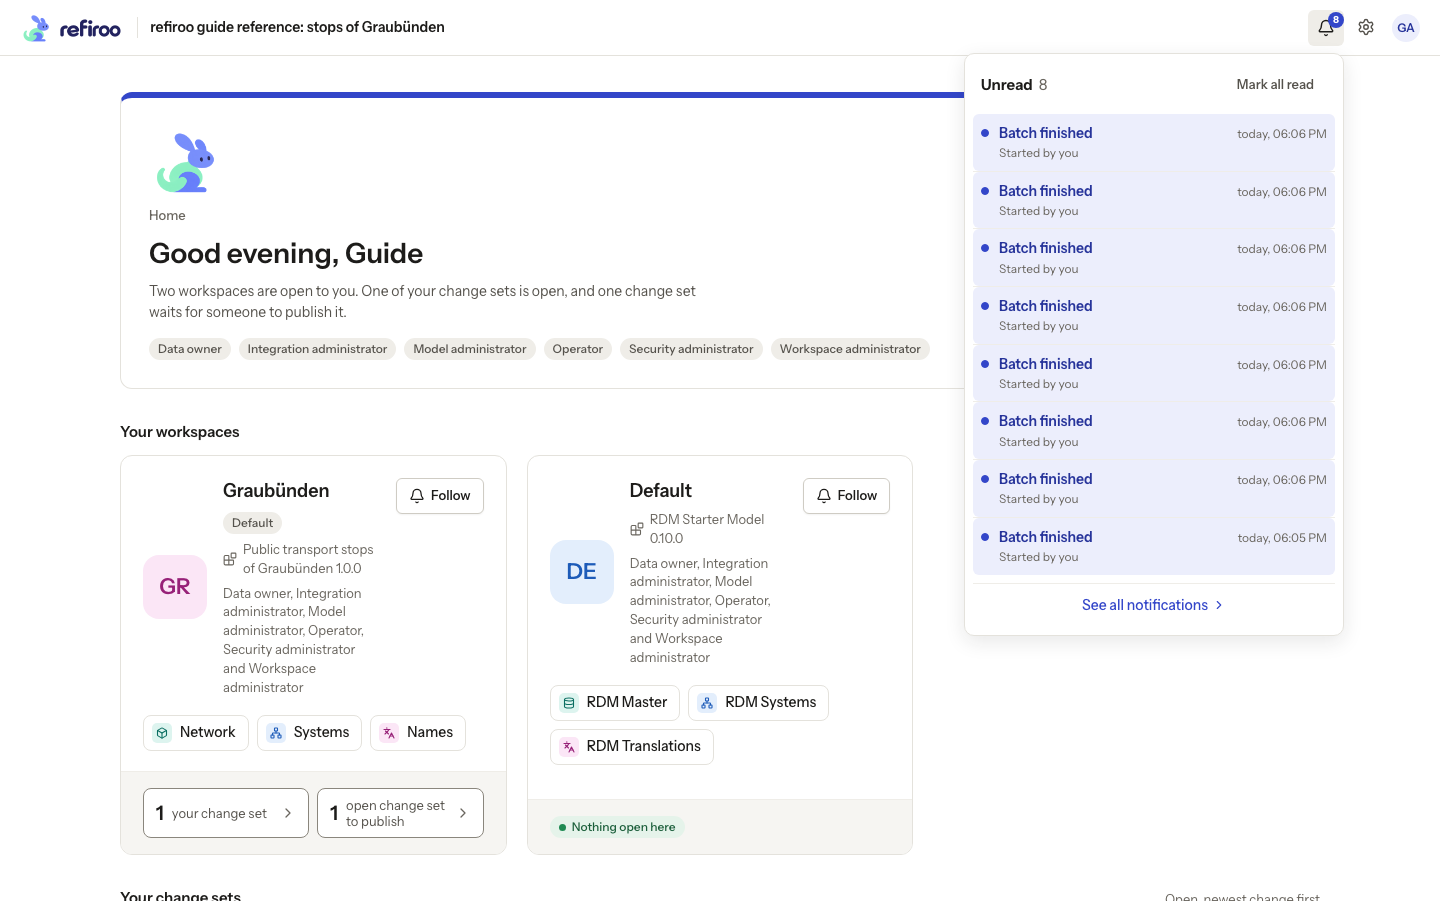 refiroo
refiroo guide reference: stops of Graubünden
8
GA
Unread 8
Mark all read
Batch finished
today, 06:06 PM
Started by you
Batch finished
today, 06:06 PM
Started by you
Batch finished
today, 06:06 PM
Started by you
Batch finished
today, 06:06 PM
Started by you
Batch finished
today, 06:06 PM
Started by you
Batch finished
today, 06:06 PM
Started by you
Batch finished
today, 06:06 PM
Started by you
Batch finished
today, 06:05 PM
Started by you
See all notifications
Home
Good evening, Guide
Two workspaces are open to you. One of your change sets is open, and one change set
waits for someone to publish it.
Data owner
Integration administrator
Model administrator
Operator
Security administrator
Workspace administrator
Your workspaces
GR
Graubünden
Follow
Default
Public transport stops
of Graubünden 1.0.0
Data owner, Integration
administrator, Model
administrator, Operator,
Security administrator
and Workspace
administrator
Network
Systems
Names
1 your change set
1 open change set
to publish
DE
Default
Follow
RDM Starter Model
0.10.0
Data owner, Integration
administrator, Model
administrator, Operator,
Security administrator
and Workspace
administrator
RDM Master
RDM Systems
RDM Translations
Nothing open here
Your change sets
Open, newest change first